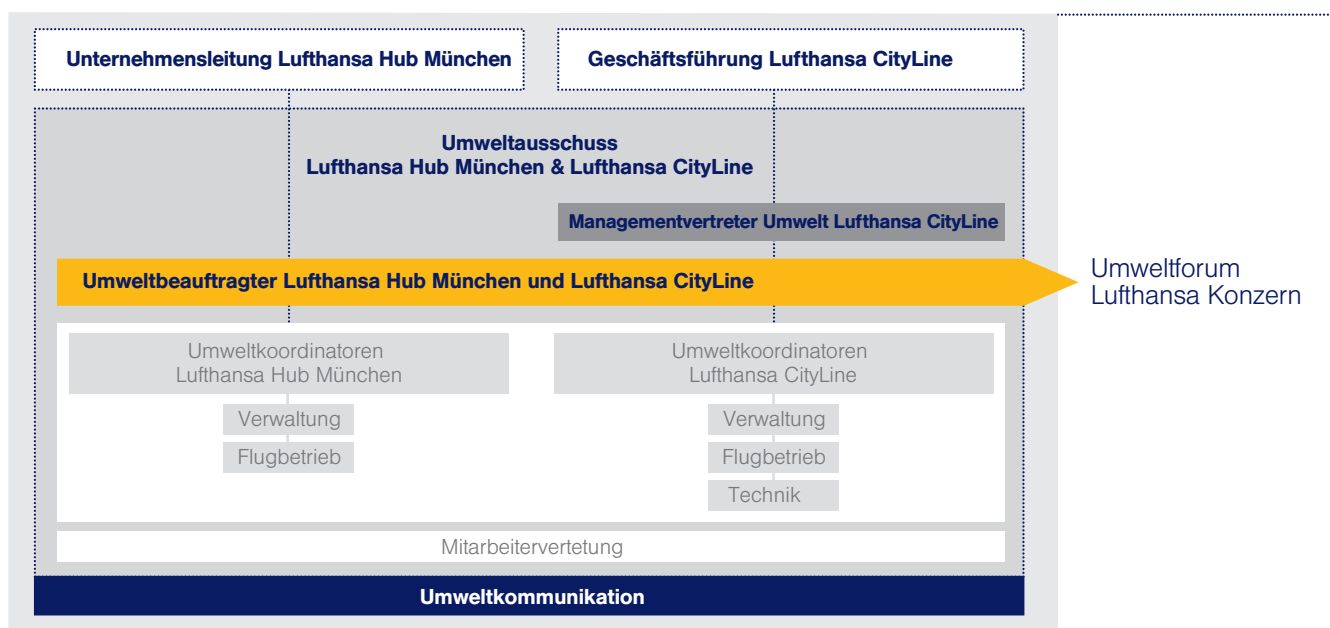 Unternehmensleitung Lufthansa Hub München
Geschäftsführung Lufthansa CityLine
Umweltausschuss
Lufthansa Hub München & Lufthansa CityLine
Managementvertreter Umwelt Lufthansa CityLine
Umweltbeauftragter Lufthansa Hub München und Lufthansa CityLine
Umweltforum
Lufthansa Konzern
Umweltkoordinatoren
Lufthansa Hub München
Verwaltung
Flugbetrieb
Umweltkoordinatoren
Lufthansa CityLine
Verwaltung
Flugbetrieb
Technik
Mitarbeitervertetung
Umweltkommunikation